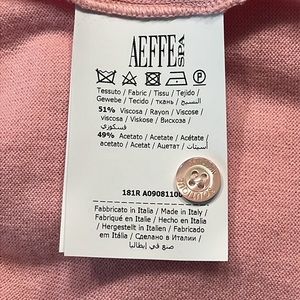 AEFFE
SPA
Tessuto / Fabric / Tissu / Tejido /
Gewebe / Tecido / ткань / النسيج
51% Viscosa / Rayon / Viscose /
viscosa / Viskose / Вискоза /
فسكوزي
49% Acetato / Acetate / Acétate /
acetato / Acetat / Ацетат / أسيتات
181R A09081100
Fabbricato in Italia / Made in Italy /
Fabriqué en Italie / Hecho en
Italia / Hergestellt in Italien / Fabricado
em Itália / Сделано в Италии /
صنع في إيطاليا